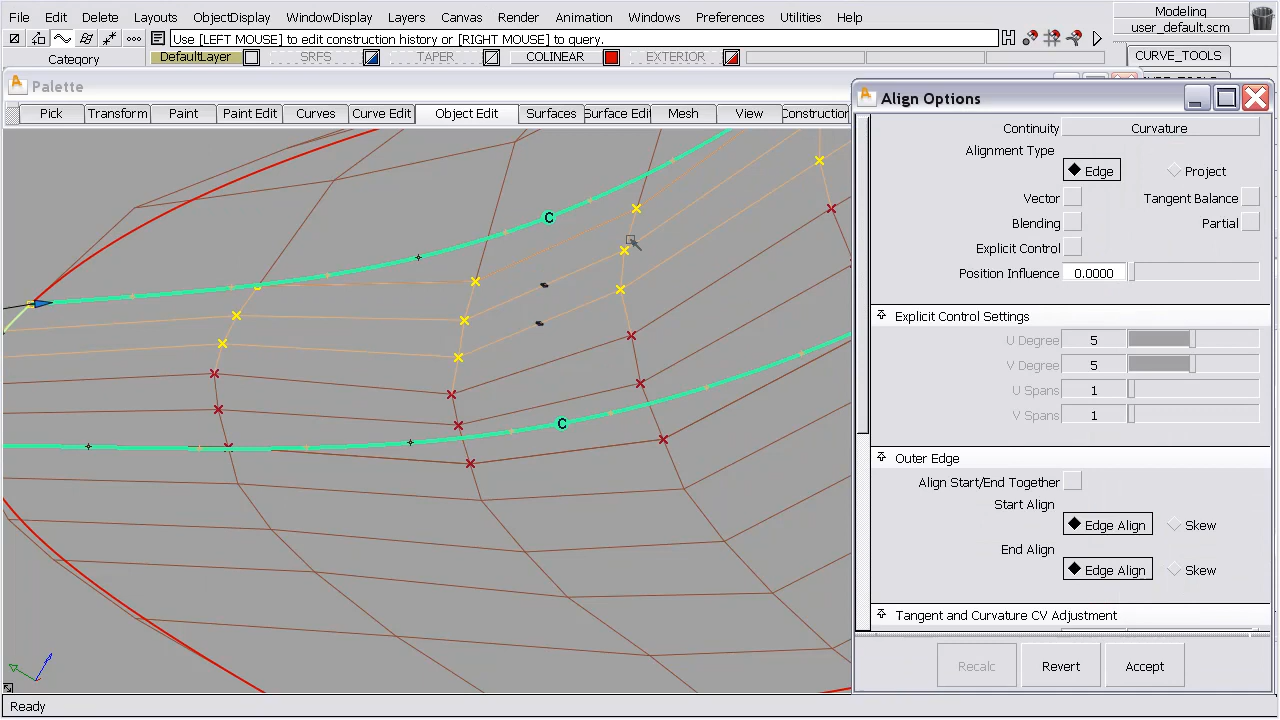 File Edit Delete Layouts ObjectDisplay WindowDisplay Layers Canvas Render Animation Windows Preferences Utilities Help
Modeling
user_default.scm
Use [LEFT MOUSE] to edit construction history or [RIGHT MOUSE] to query.
Category DefaultLayer SRFS TAPER COLINEAR EXTERIOR
CURVE_TOOLS
Palette
Pick Transform Paint Paint Edit Curves Curve Edit Object Edit Surfaces Surface Edi Mesh View Construction
Align Options
Continuity Curvature
Alignment Type
Edge Project
Vector Tangent Balance
Blending Partial
Explicit Control
Position Influence 0.0000
Explicit Control Settings
U Degree 5
V Degree 5
U Spans 1
V Spans 1
Outer Edge
Align Start/End Together
Start Align
Edge Align Skew
End Align
Edge Align Skew
Tangent and Curvature CV Adjustment
Recalc Revert Accept
C
C
Ready